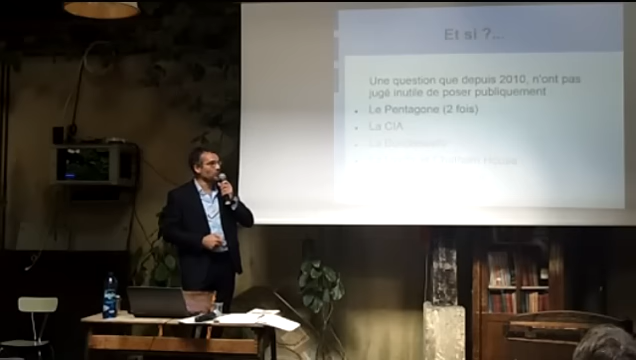 Et si ?...
Une question que depuis 2010, n'ont pas
jugé inutile de poser publiquement
Le Pentagone (2 fois)
La CIA